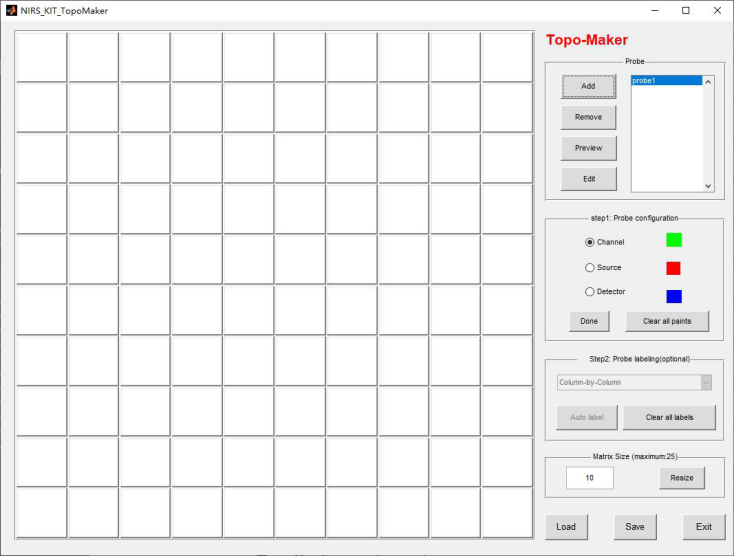 NIRS_KIT_TopoMaker
Topo-Maker
Probe
Add
probe1
Remove
Preview
Edit
step1: Probe configuration
Channel
Source
Detector
Done
Clear all paints
Step2: Probe labeling(optional)
Column-by-Column
Auto label
Clear all labels
Matrix Size (maximum:25)
10
Resize
Load
Save
Exit